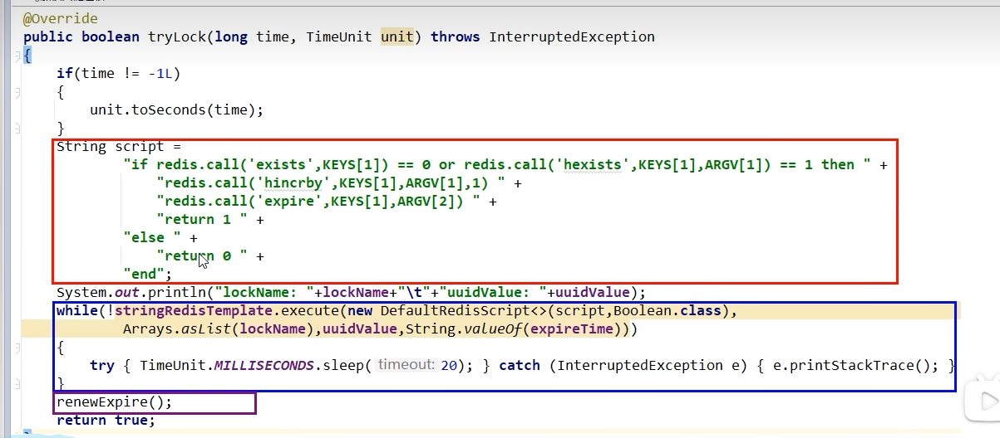 @Override
public boolean tryLock(long time, TimeUnit unit) throws InterruptedException
{
    if(time != -1L)
    {
        unit.toSeconds(time);
    }
    String script =
            "if redis.call('exists',KEYS[1]) == 0 or redis.call('hexists',KEYS[1],ARGV[1]) == 1 then " +
                "redis.call('hincrby',KEYS[1],ARGV[1],1) " +
                "redis.call('expire',KEYS[1],ARGV[2]) " +
                "return 1 " +
            "else " +
                "return 0 " +
            "end";
    System.out.println("lockName: "+lockName+"\t"+"uuidValue: "+uuidValue);
    while(!stringRedisTemplate.execute(new DefaultRedisScript<>(script,Boolean.class),
            Arrays.asList(lockName),uuidValue,String.valueOf(expireTime)))
    {
        try { TimeUnit.MILLISECONDS.sleep( timeout: 20); } catch (InterruptedException e) { e.printStackTrace(); }
    }
    renewExpire();
    return true;
}